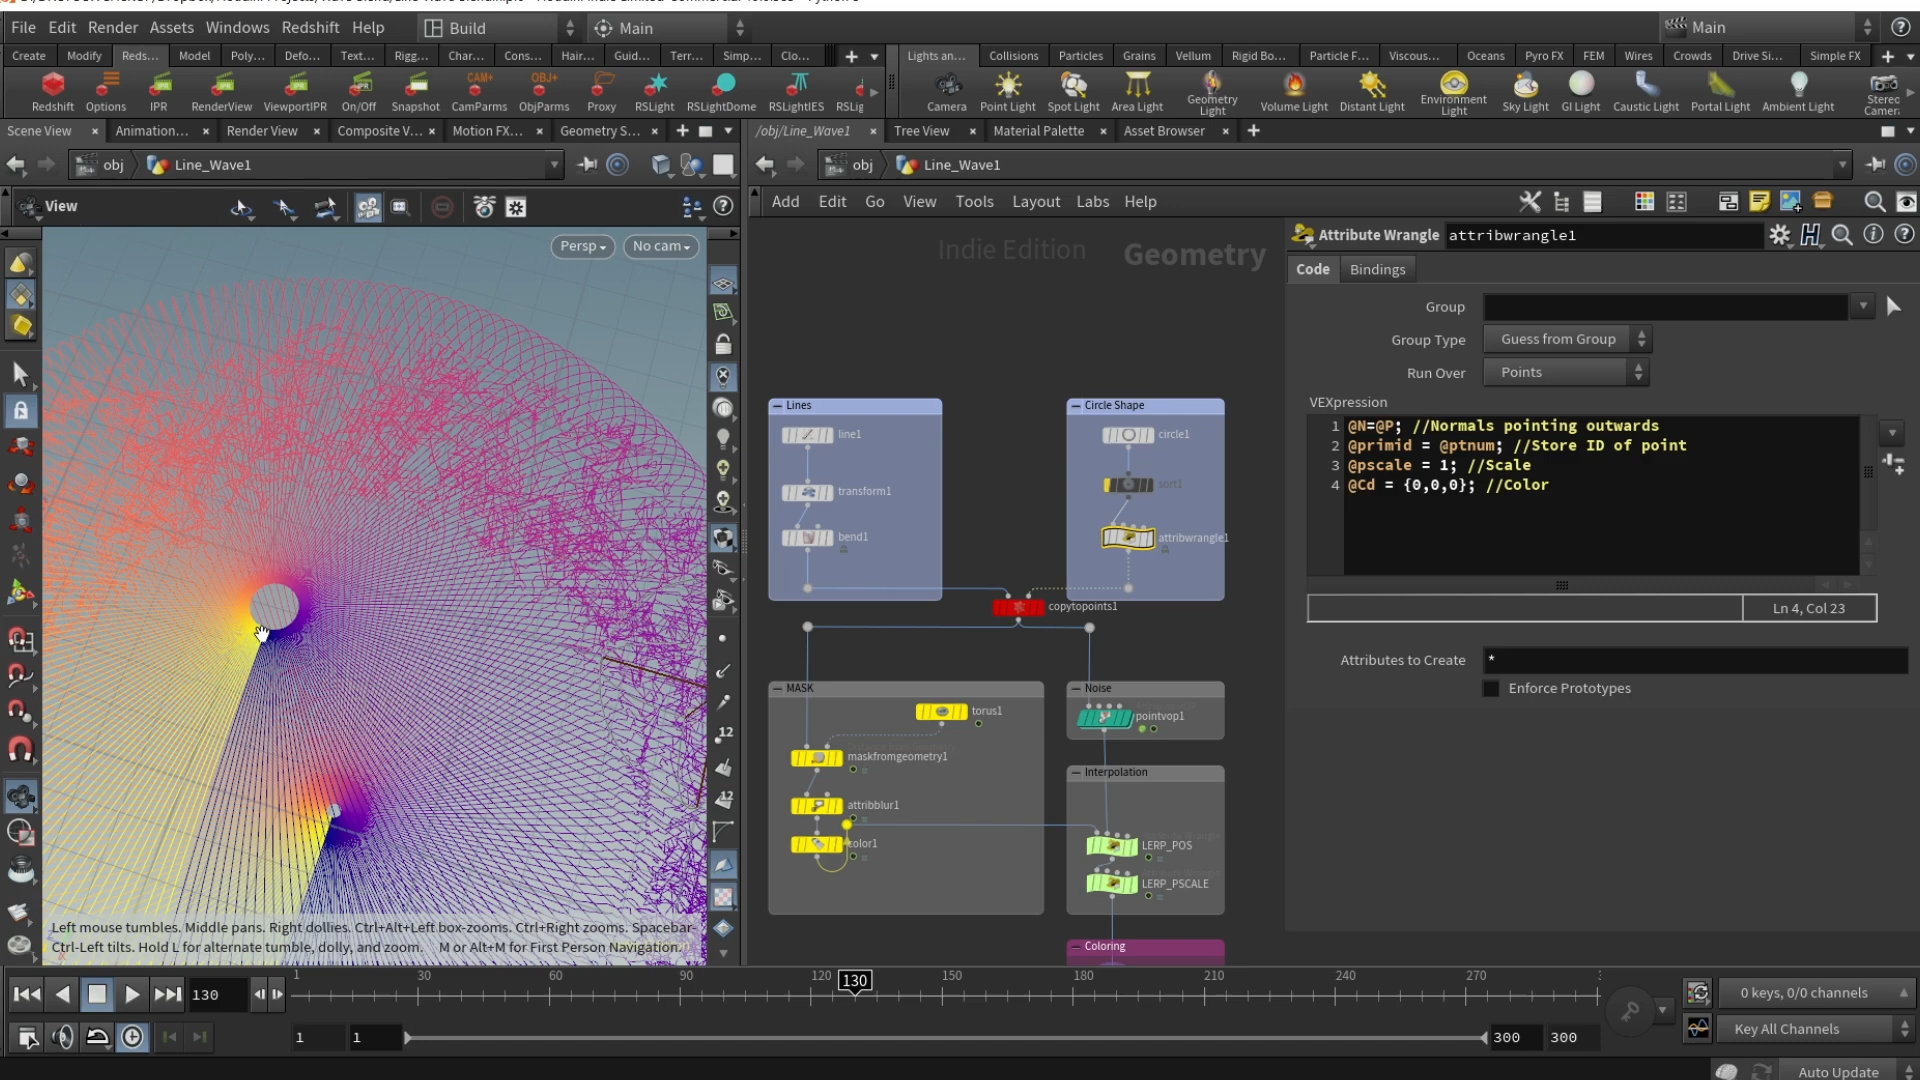 File Edit Render Assets Windows Redshift Help Build Main Main
Create Modify Reds... Model Poly... Defo... Text... Rigg... Char... Cons... Hair... Guid... Terr... Simp... Clo... Lights an... Collisions Particles Grains Vellum Rigid Bo... Particle F... Viscous... Oceans Pyro FX FEM Wires Crowds Drive Si... Simple FX
CAM+ OBJ+
Redshift Options IPR RenderView ViewportIPR On/Off Snapshot CamParms ObjParms Proxy RSLight RSLightDome RSLightIES RSLig Camera Point Light Spot Light Area Light Geometry Light Volume Light Distant Light Environment Light Sky Light GI Light Caustic Light Portal Light Ambient Light Stereo Camera
Scene View Animation... Render View Composite V... Motion FX... Geometry S... /obj/Line_Wave1 Tree View Material Palette Asset Browser
obj Line_Wave1 obj Line_Wave1
View Add Edit Go View Tools Layout Labs Help
Persp No cam
Indie Edition Geometry
Attribute Wrangle attribwrangle1
Code Bindings
Group
Group Type Guess from Group
Run Over Points
VEXpression
1 @N=@P; //Normals pointing outwards
2 @primid = @ptnum; //Store ID of point
3 @pscale = 1; //Scale
4 @Cd = {0,0,0}; //Color
Ln 4, Col 23
Attributes to Create *
Enforce Prototypes
Lines
line1
transform1
bend1
Circle Shape
circle1
sort1
attribwrangle1
copytopoints1
MASK
torus1
maskfromgeometry1
attribblur1
color1
Noise
pointvop1
Interpolation
LERP_POS
LERP_PSCALE
Coloring
12
12
Left mouse tumbles. Middle pans. Right dollies. Ctrl+Alt+Left box-zooms. Ctrl+Right zooms. Spacebar-
Ctrl-Left tilts. Hold L for alternate tumble, dolly, and zoom. M or Alt+M for First Person Navigation.
130 1 30 60 90 120 130 150 180 210 240 270
0 keys, 0/0 channels
1 1 300 300 Key All Channels
Auto Update